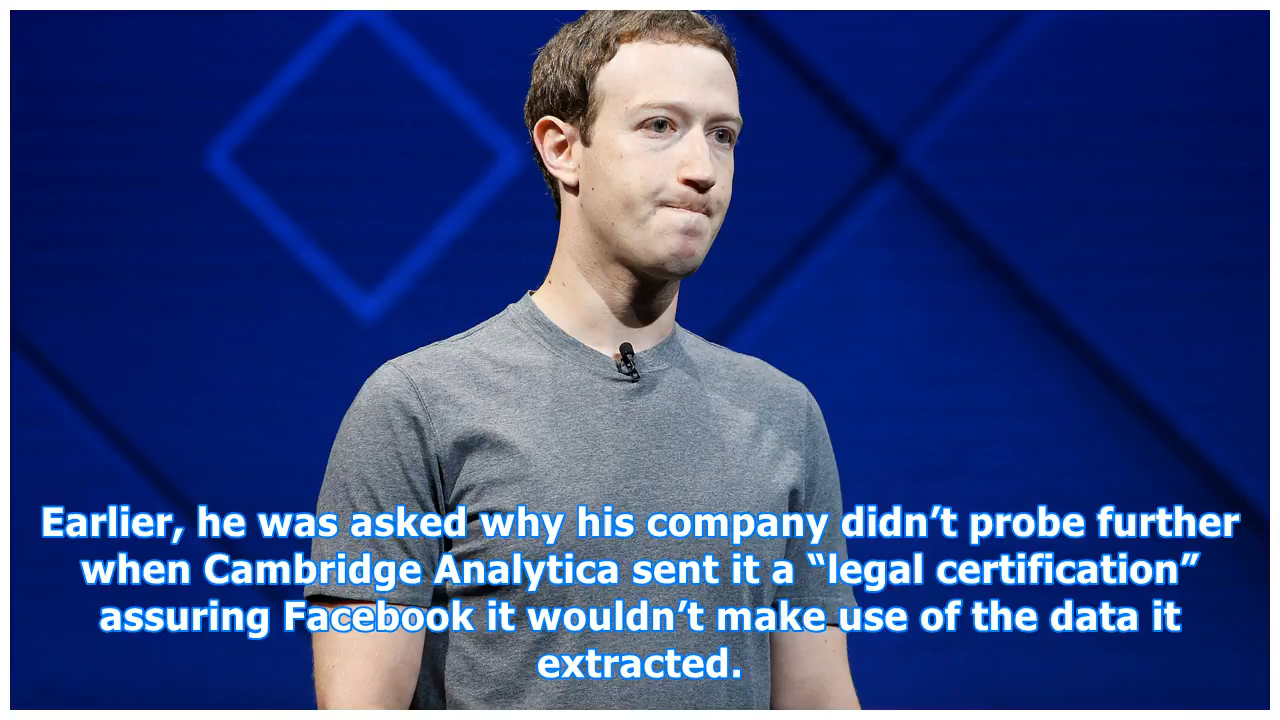 Earlier, he was asked why his company didn’t probe further
when Cambridge Analytica sent it a “legal certification”
assuring Facebook it wouldn’t make use of the data it
extracted.